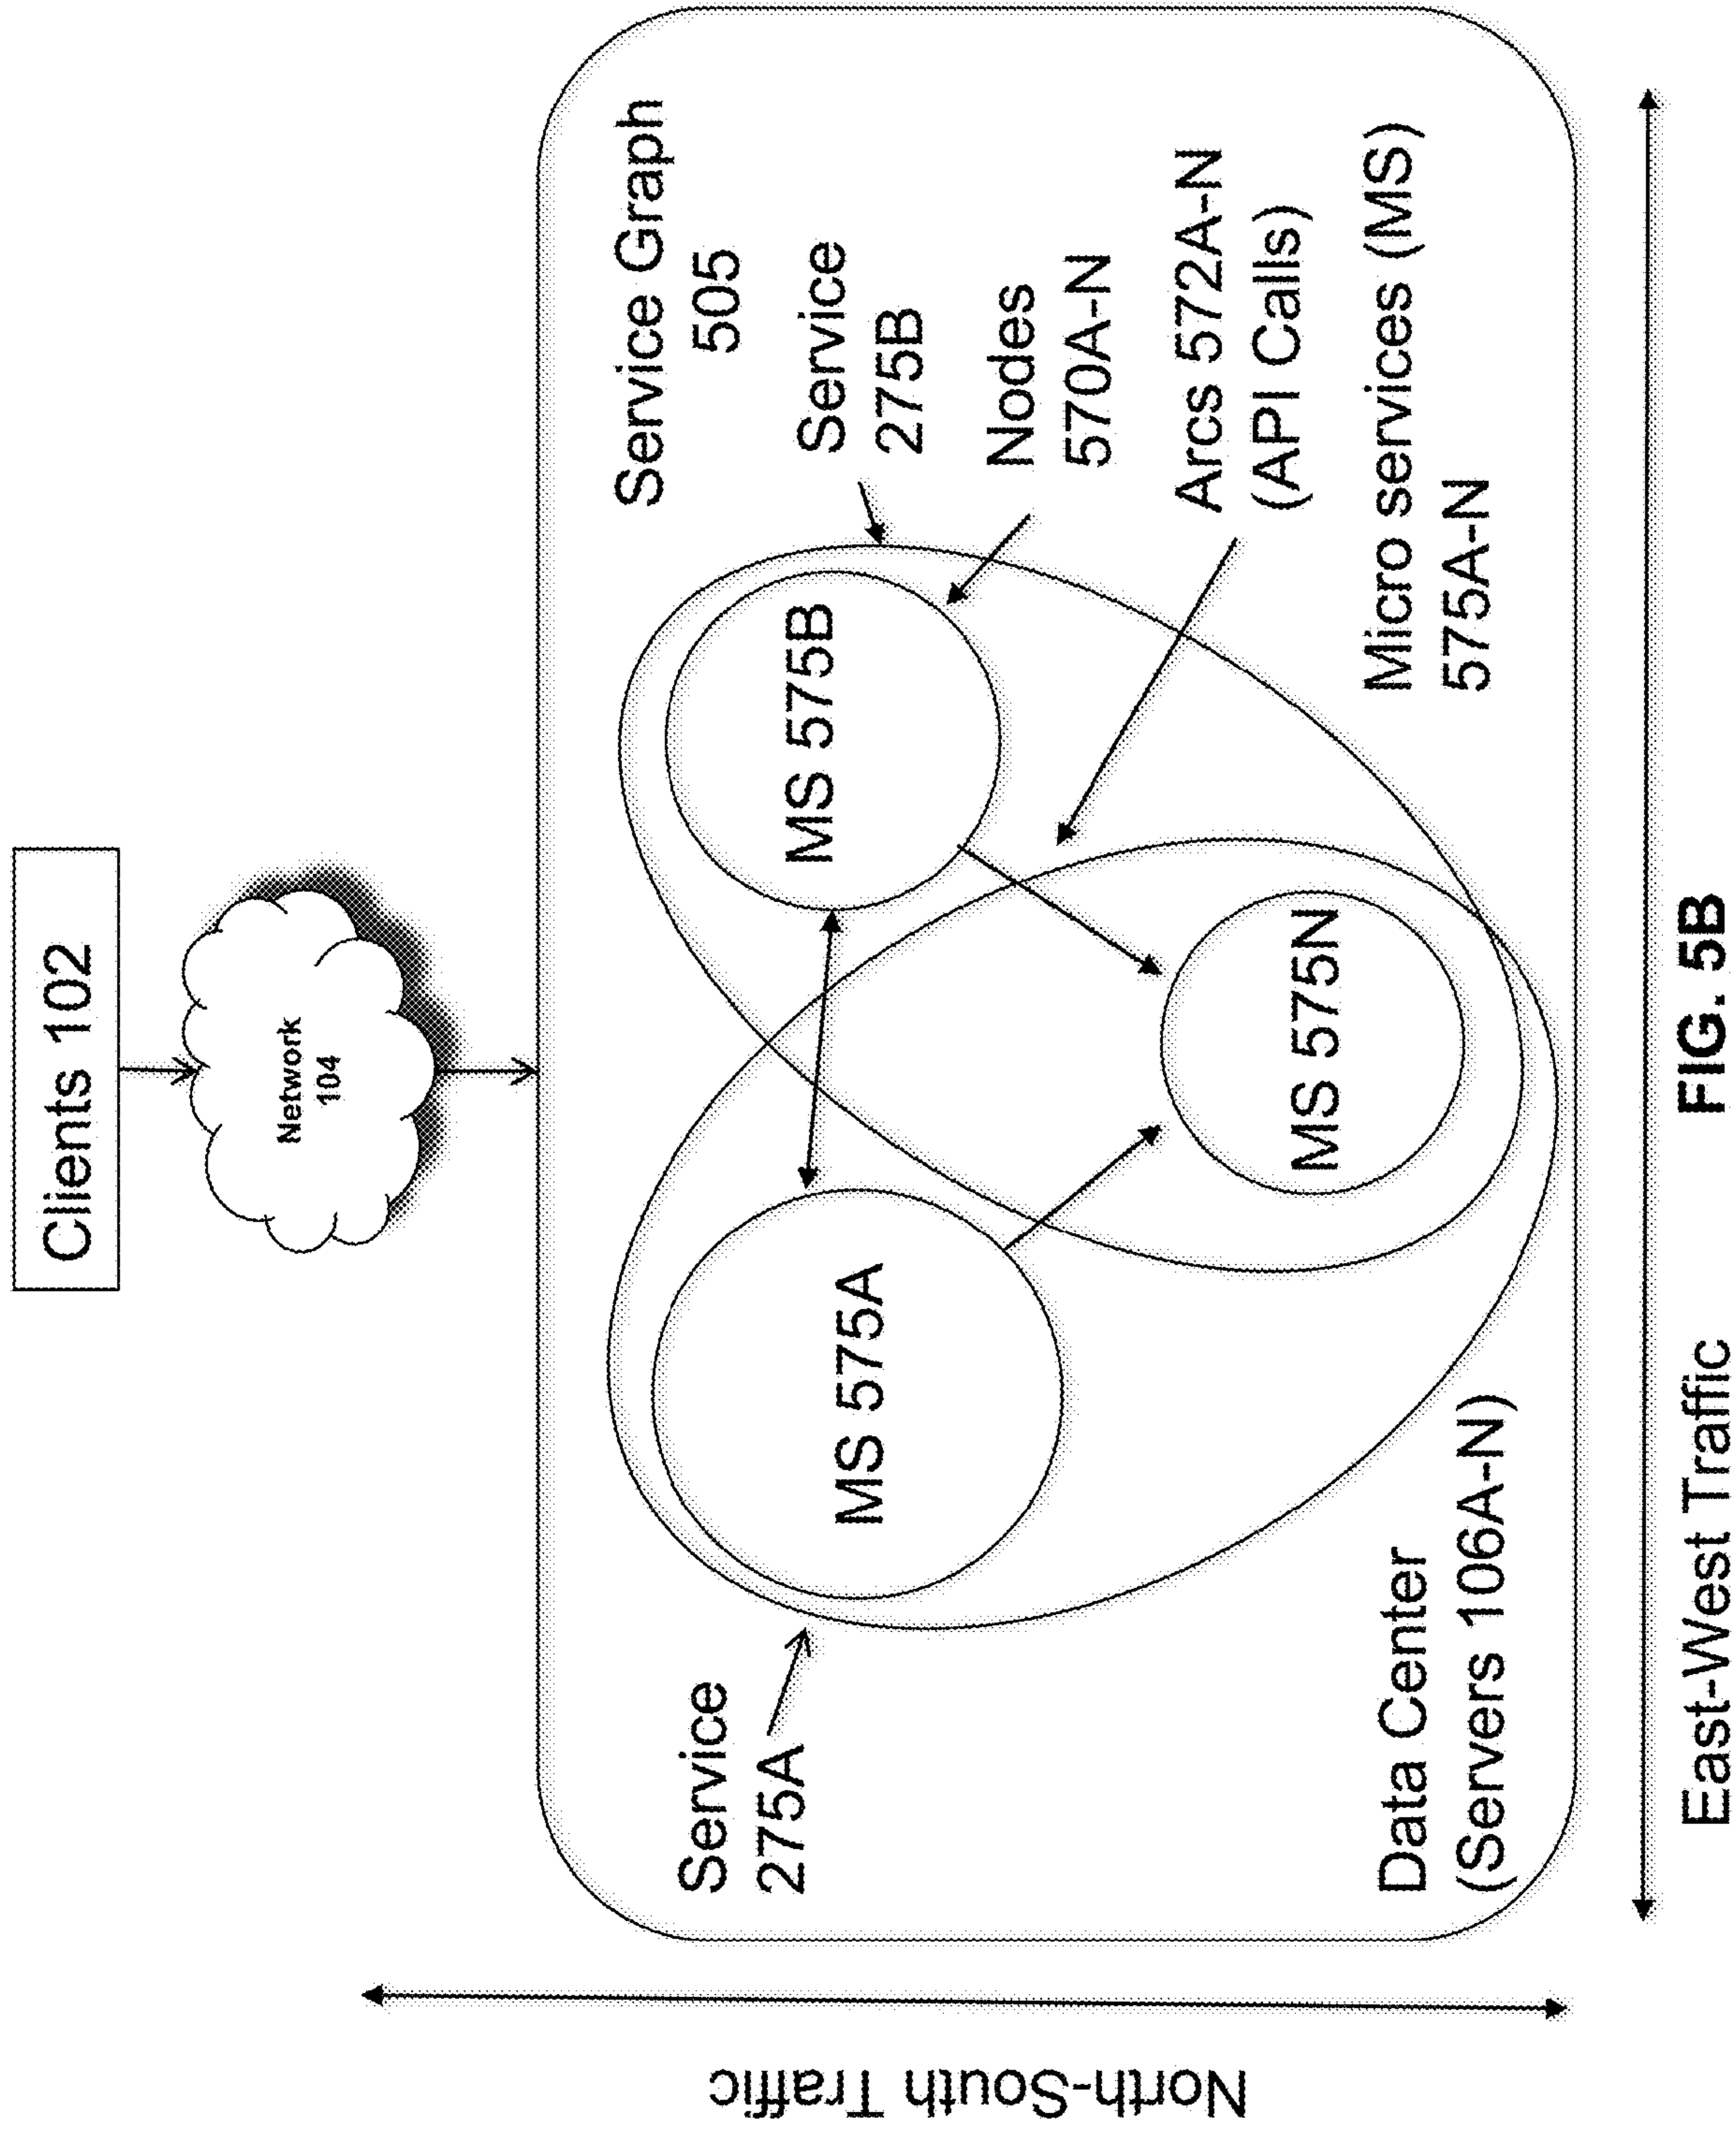 Clients 102
Network
104
Service Graph
505
Service
275B
Nodes
570A-N
Arcs 572A-N
(API Calls)
Micro services (MS)
575A-N
MS 575B
MS 575A
MS 575N
Service
275A
Data Center
(Servers 106A-N)
North-South Traffic
East-West Traffic
FIG. 5B